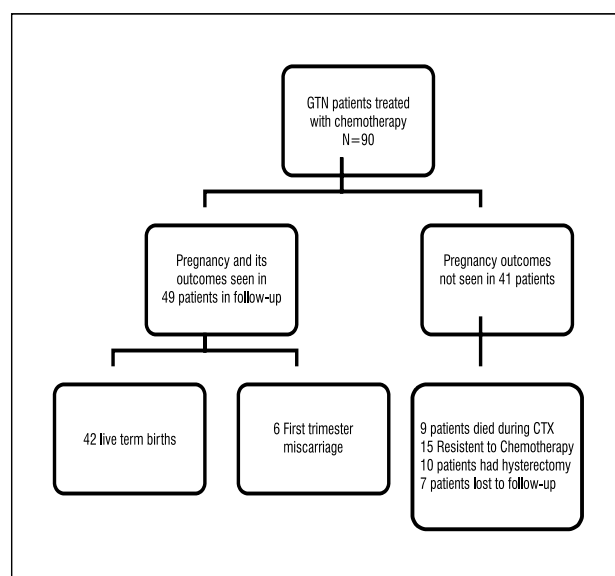 GTN patients treated
with chemotherapy
N=90
Pregnancy and its
outcomes seen in
49 patients in follow-up
Pregnancy outcomes
not seen in 41 patients
42 live term births
6 First trimester
miscarriage
9 patients died during CTX
15 Resistent to Chemotherapy
10 patients had hysterectomy
7 patients lost to follow-up